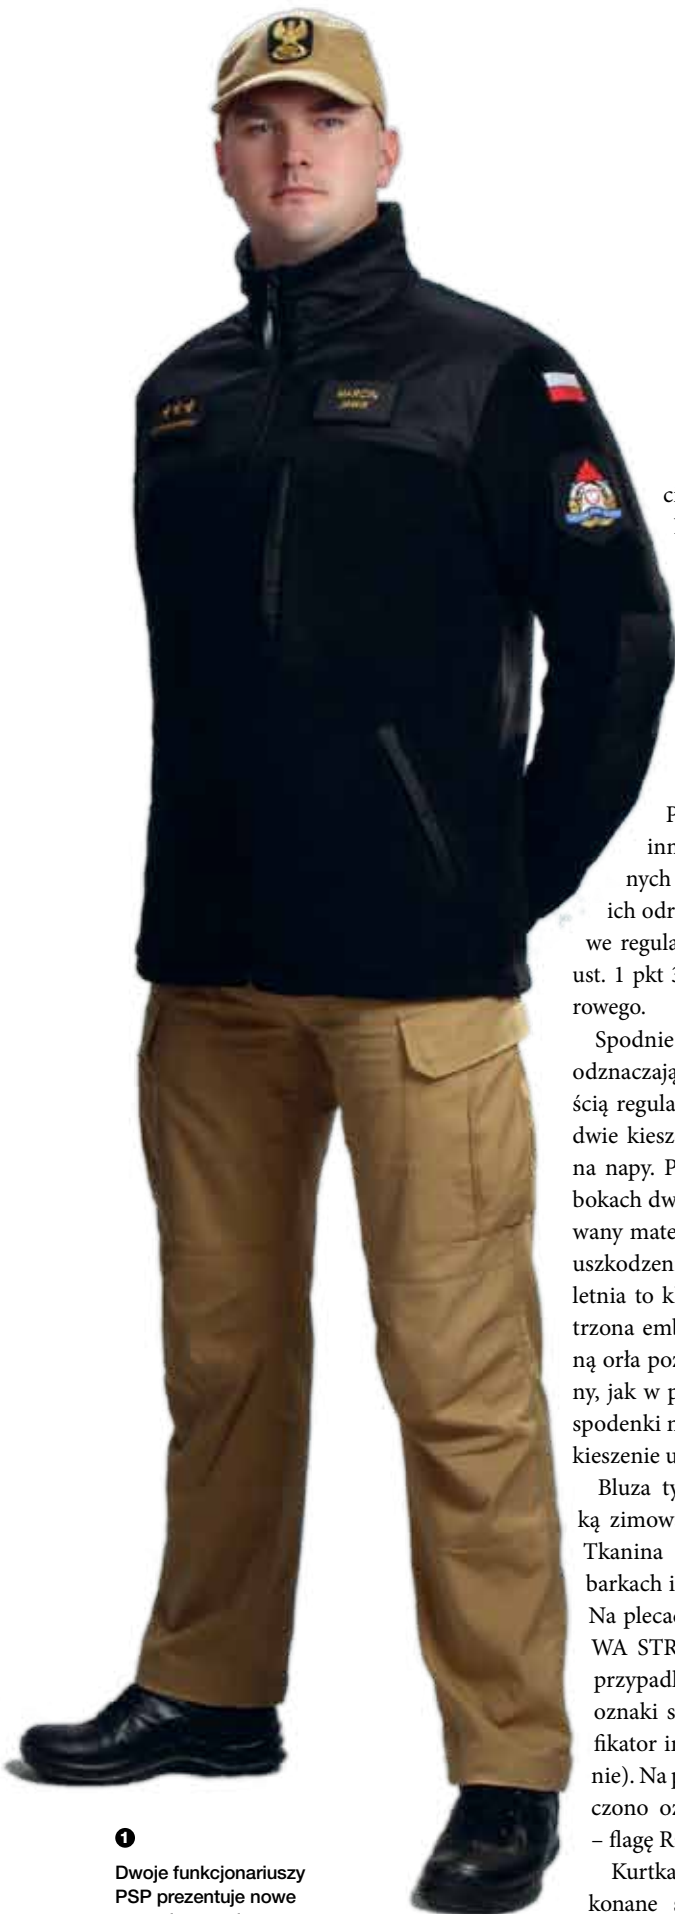 MARCIN
P
inn
nych
ich odr
we regula
ust. 1 pkt 3
rowego.
Spodnie
odznaczają
ścią regula
dwie kiesz
na napy. P
bokach dw
wany mate
uszkodzen
letnia to k
trzona emb
ną orła poz
ny, jak w p
spodenki n
kieszenie u
Bluza ty
ką zimow
Tkanina
barkach i
Na pleca
WA STR
przypadk
oznaki s
fikator in
nie). Na p
czono oz
– flagę R
Kurtka
konane
1
Dwoje funkcjonariuszy
PSP prezentuje nowe